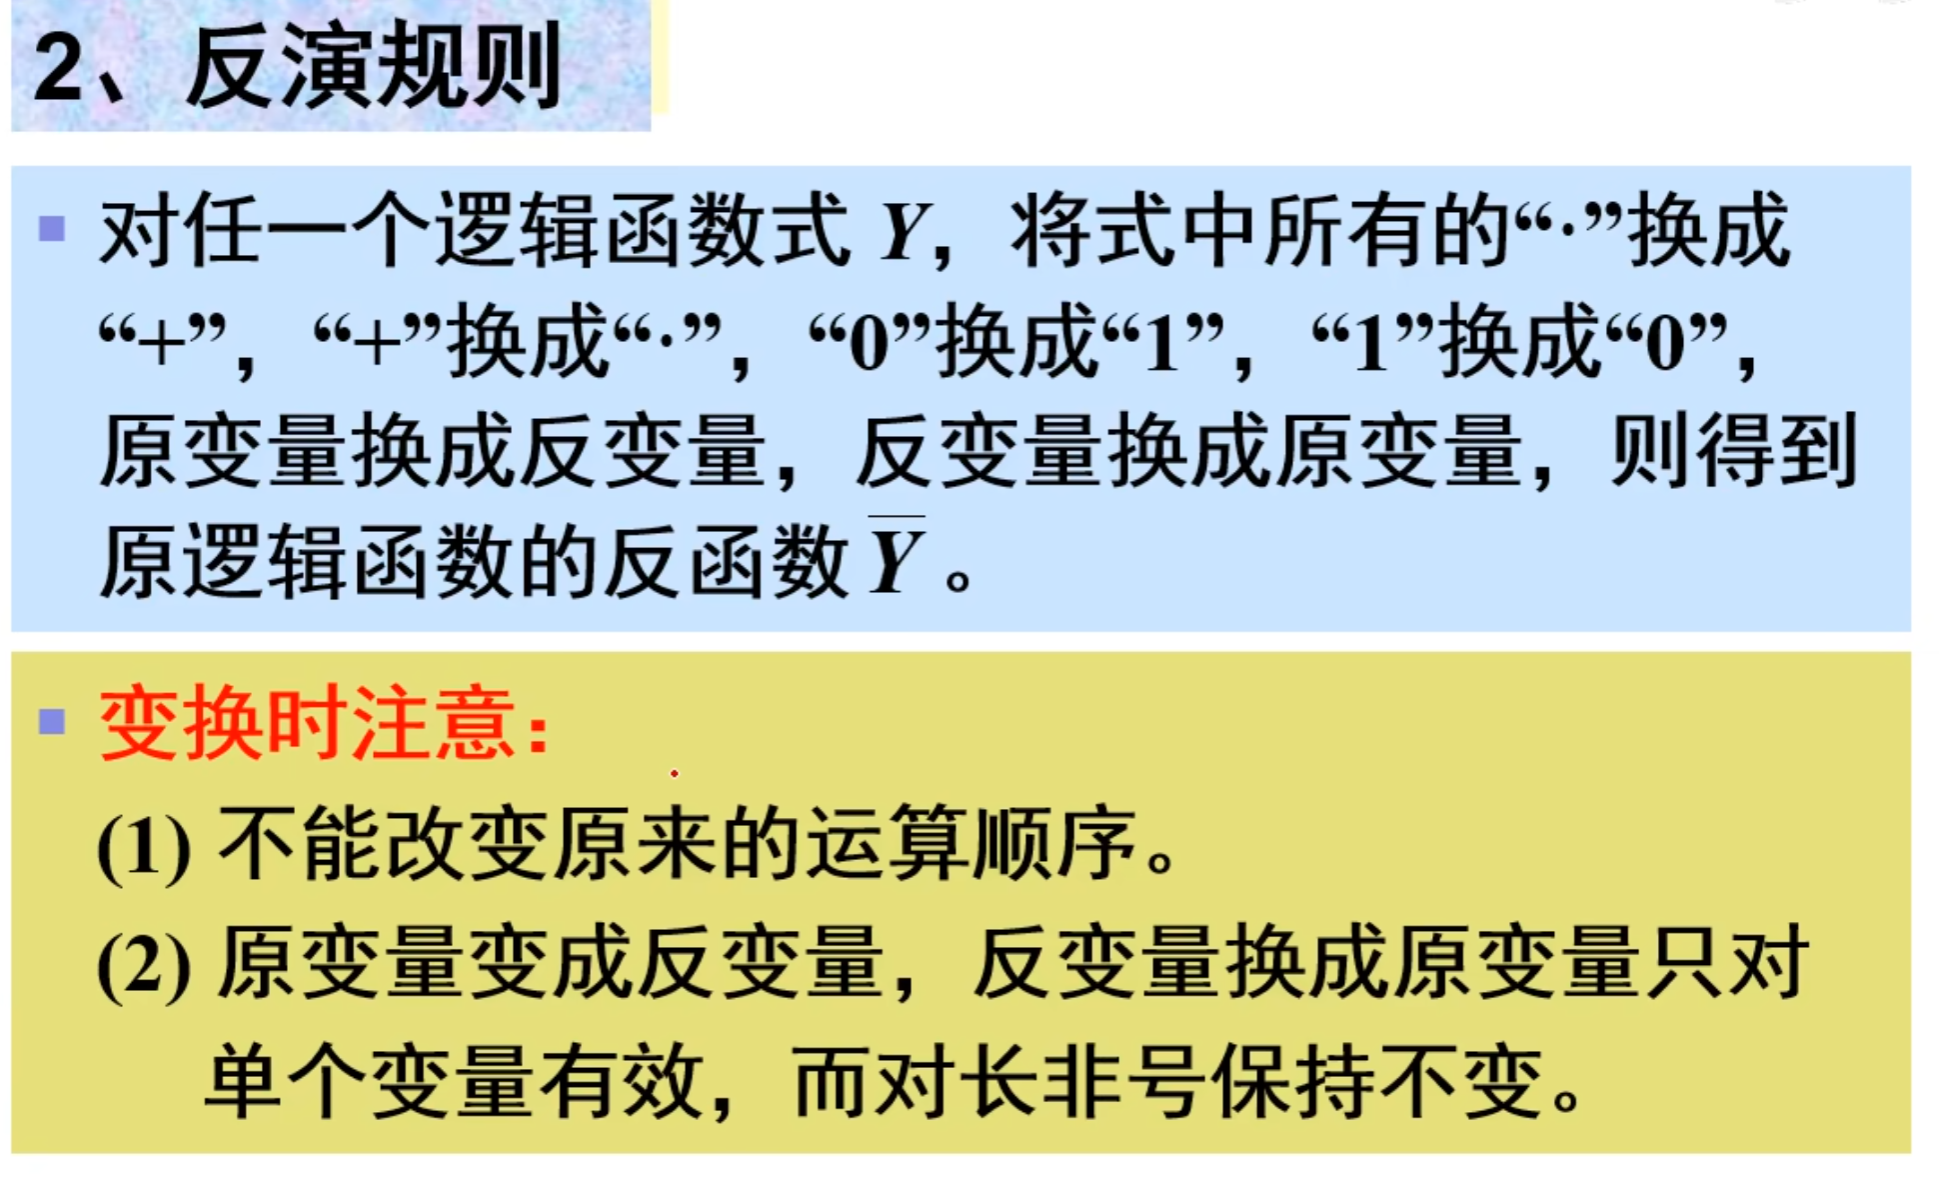 2、反演规则
对任一个逻辑函数式 Y，将式中所有的“·”换成
“+”，“+”换成“·”，“0”换成“1”，“1”换成“0”，
原变量换成反变量，反变量换成原变量，则得到
原逻辑函数的反函数 Y̅ 。
变换时注意：
(1) 不能改变原来的运算顺序。
(2) 原变量变成反变量，反变量换成原变量只对
单个变量有效，而对长非号保持不变。